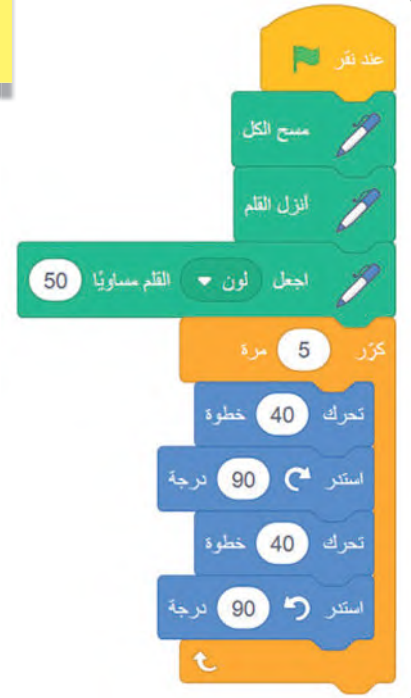 عند نقر
مسح الكل
أنزل القلم
اجعل لون القلم مساويًا 50
كرّر 5 مرة
تحرك 40 خطوة
استدر 90 درجة
تحرك 40 خطوة
استدر 90 درجة